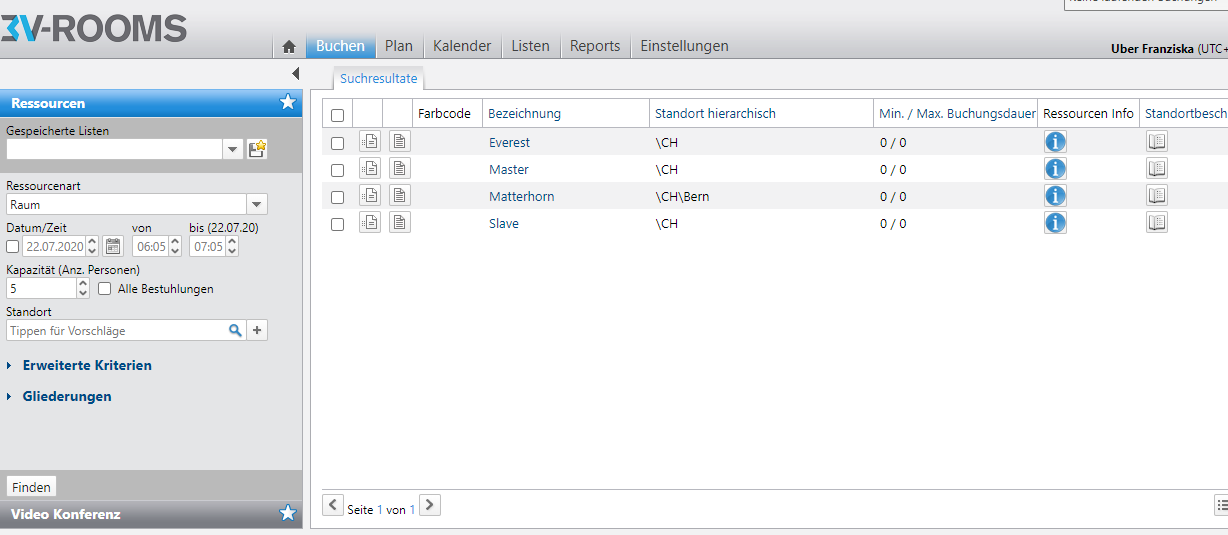 3V-ROOMS
Buchen Plan Kalender Listen Reports Einstellungen
Uber Franziska (UTC+
Suchresultate
Ressourcen
Gespeicherte Listen
Ressourcenart
Raum
Datum/Zeit von bis (22.07.20)
22.07.2020 06:05 07:05
Kapazität (Anz. Personen)
5 Alle Bestuhlungen
Standort
Tippen für Vorschläge
Erweiterte Kriterien
Gliederungen
Finden
Video Konferenz
Farbcode Bezeichnung Standort hierarchisch Min. / Max. Buchungsdauer Ressourcen Info Standortbesch
Everest \CH 0 / 0
Master \CH 0 / 0
Matterhorn \CH\Bern 0 / 0
Slave \CH 0 / 0
Seite 1 von 1